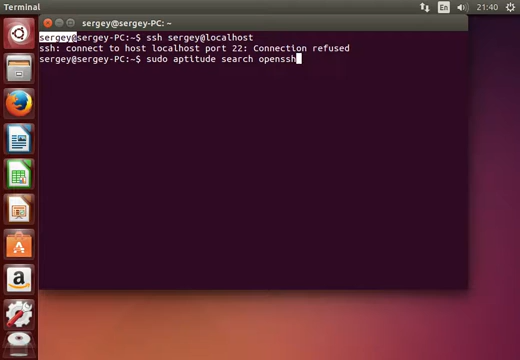 Terminal
En
21:40
sergey@sergey-PC: ~
sergey@sergey-PC:~$ ssh sergey@localhost
ssh: connect to host localhost port 22: Connection refused
sergey@sergey-PC:~$ sudo aptitude search openssh